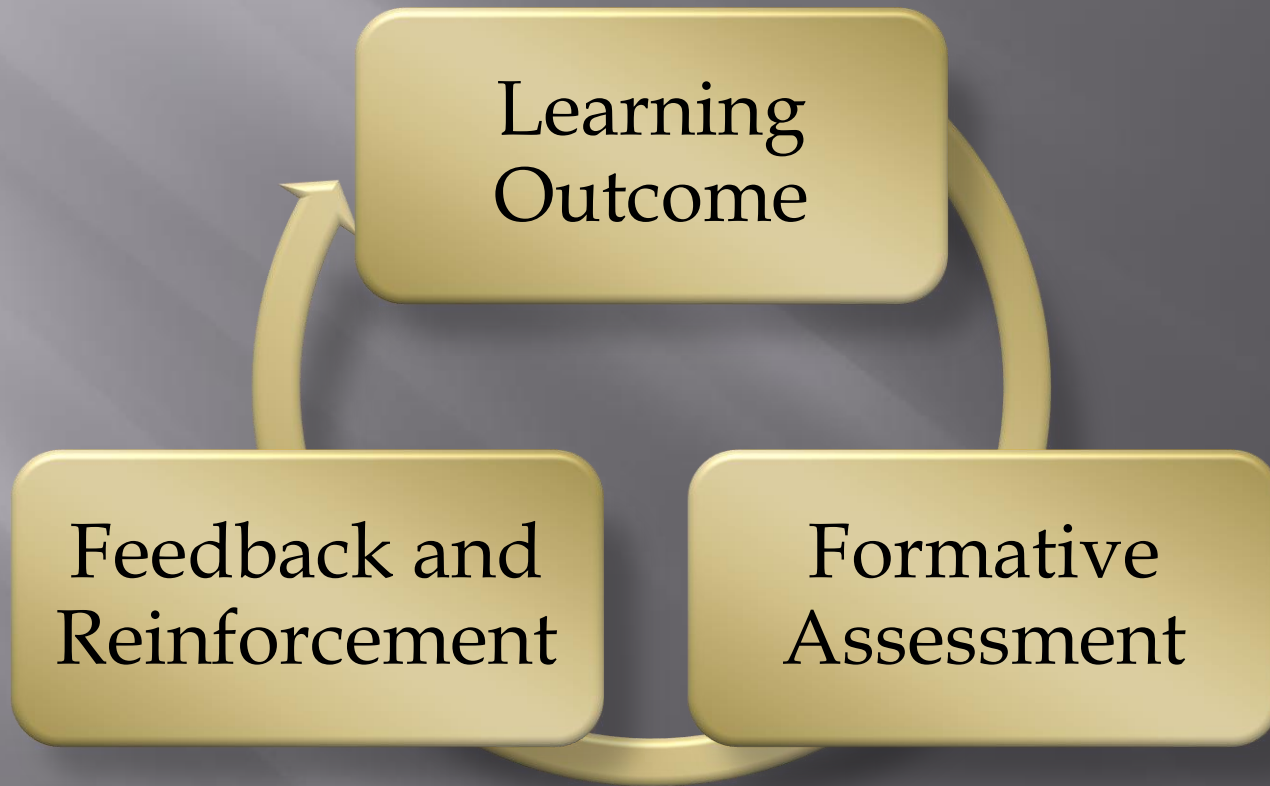 Learning
Outcome
Feedback and
Reinforcement
Formative
Assessment